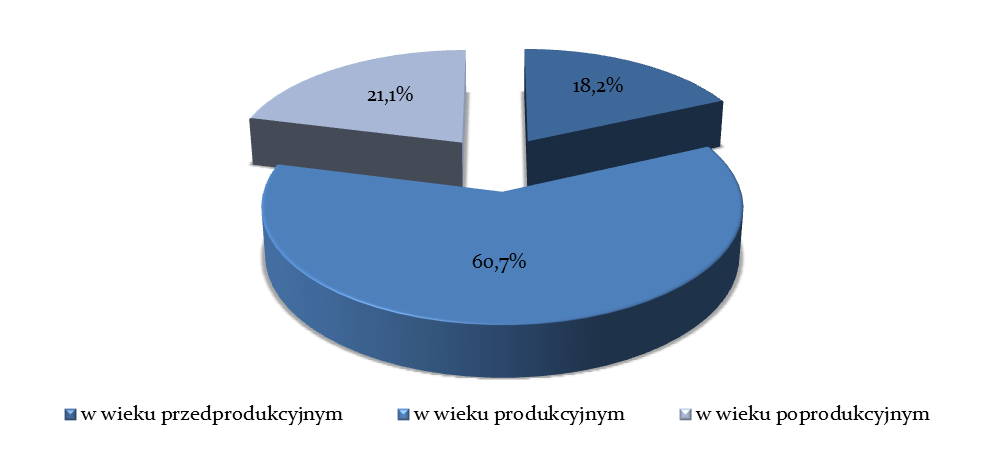 21,1%
18,2%
60,7%
w wieku przedprodukcyjnym
w wieku produkcyjnym
w wieku poprodukcyjnym